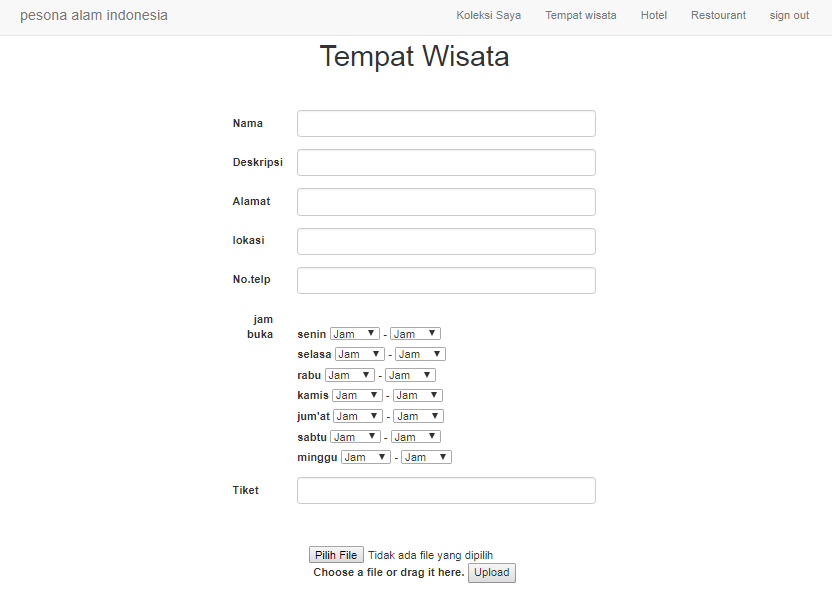 pesona alam indonesia Koleksi Saya Tempat wisata Hotel Restourant sign out
Tempat Wisata
Nama
Deskripsi
Alamat
lokasi
No.telp
jam
buka
senin Jam - Jam
selasa Jam - Jam
rabu Jam - Jam
kamis Jam - Jam
jum'at Jam - Jam
sabtu Jam - Jam
minggu Jam - Jam
Tiket
Pilih File Tidak ada file yang dipilih
Choose a file or drag it here. Upload